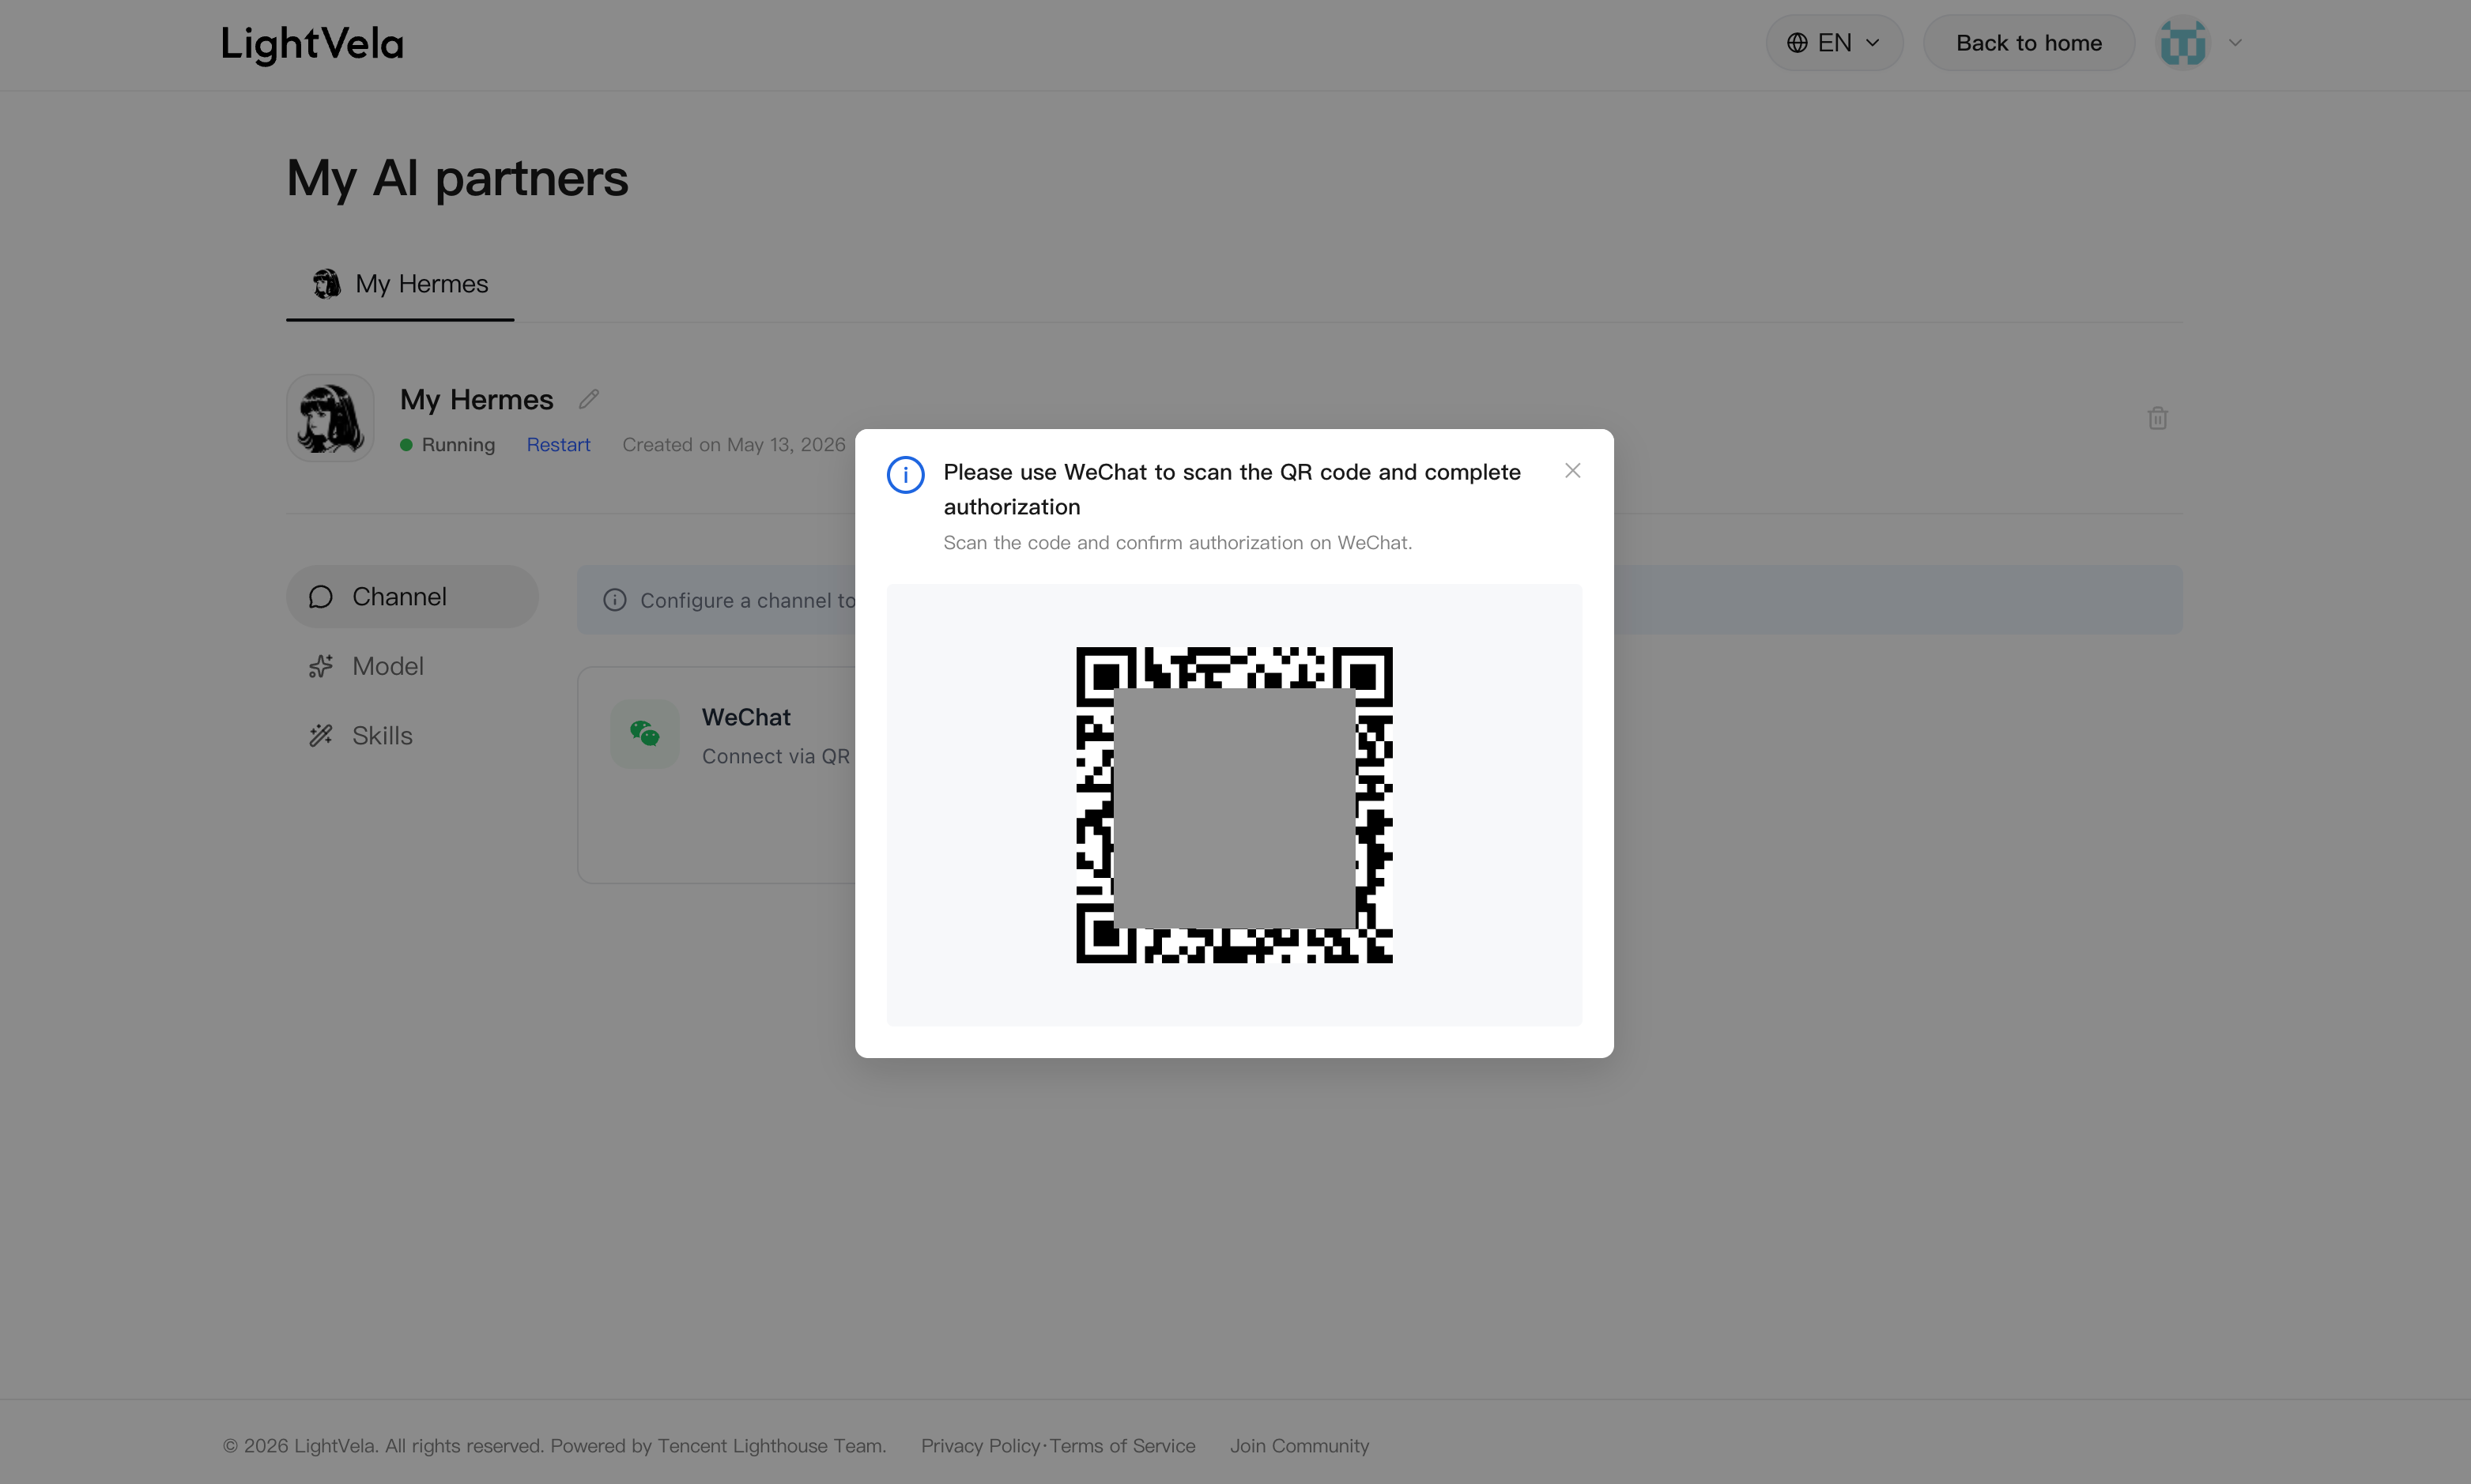 LightVela
EN
Back to home
My AI partners
My Hermes
My Hermes
Running
Restart
Created on May 13, 2026
Please use WeChat to scan the QR code and complete
authorization
Scan the code and confirm authorization on WeChat.
Channel
Model
Skills
Configure a channel to
WeChat
Connect via QR
© 2026 LightVela. All rights reserved. Powered by Tencent Lighthouse Team.
Privacy Policy·Terms of Service
Join Community